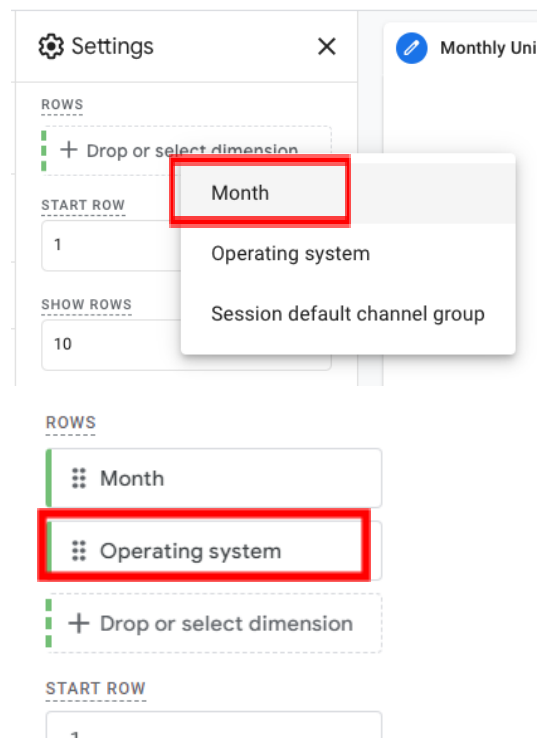 Settings
Monthly Uni
ROWS
+ Drop or select dimension
Month
START ROW
1
Operating system
SHOW ROWS
Session default channel group
10
ROWS
Month
Operating system
+ Drop or select dimension
START ROW
1